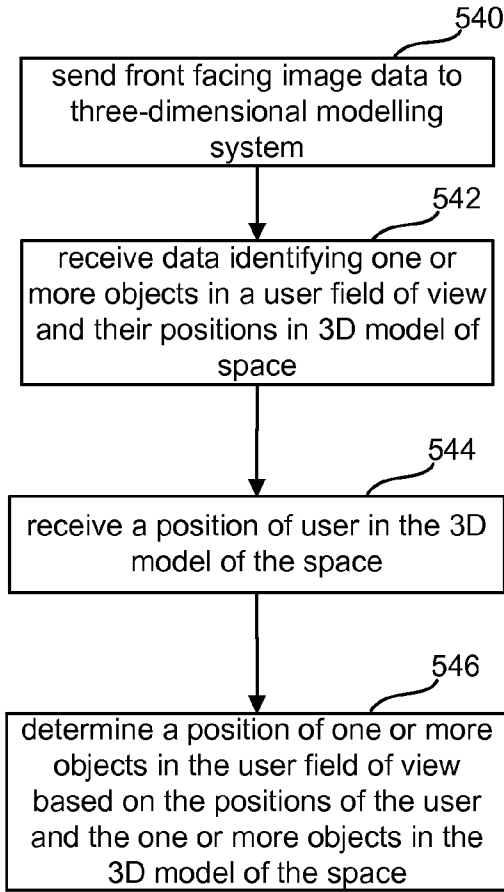 540
send front facing image data to
three-dimensional modelling
system
542
receive data identifying one or
more objects in a user field of view
and their positions in 3D model of
space
544
receive a position of user in the 3D
model of the space
546
determine a position of one or more
objects in the user field of view
based on the positions of the user
and the one or more objects in the
3D model of the space